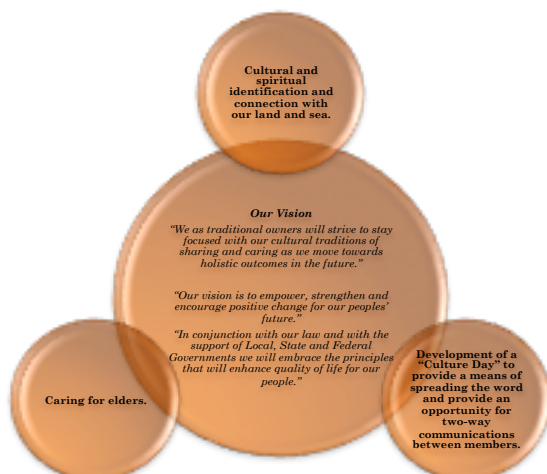 Cultural and
spiritual
identification and
connection with
our land and sea.
Our Vision
“We as traditional owners will strive to stay
focused with our cultural traditions of
sharing and caring as we move towards
holistic outcomes in the future.”
“Our vision is to empower, strengthen and
encourage positive change for our peoples’
future.”
“In conjunction with our law and with the
support of Local, State and Federal
Governments we will embrace the principles
that will enhance quality of life for our
people.”
Caring for elders.
Development of a
“Culture Day” to
provide a means of
spreading the word
and provide an
opportunity for
two-way
communications
between members.